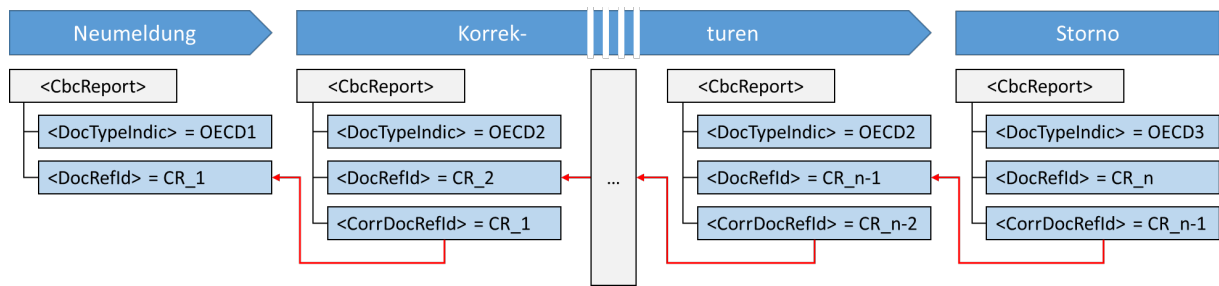 Neumeldung
Korrek-
turen
Storno
<CbcReport>
<DocTypeIndic> = OECD1
<DocRefId> = CR_1
<CbcReport>
<DocTypeIndic> = OECD2
<DocRefId> = CR_2
<CorrDocRefId> = CR_1
...
<CbcReport>
<DocTypeIndic> = OECD2
<DocRefId> = CR_n-1
<CorrDocRefId> = CR_n-2
<CbcReport>
<DocTypeIndic> = OECD3
<DocRefId> = CR_n
<CorrDocRefId> = CR_n-1